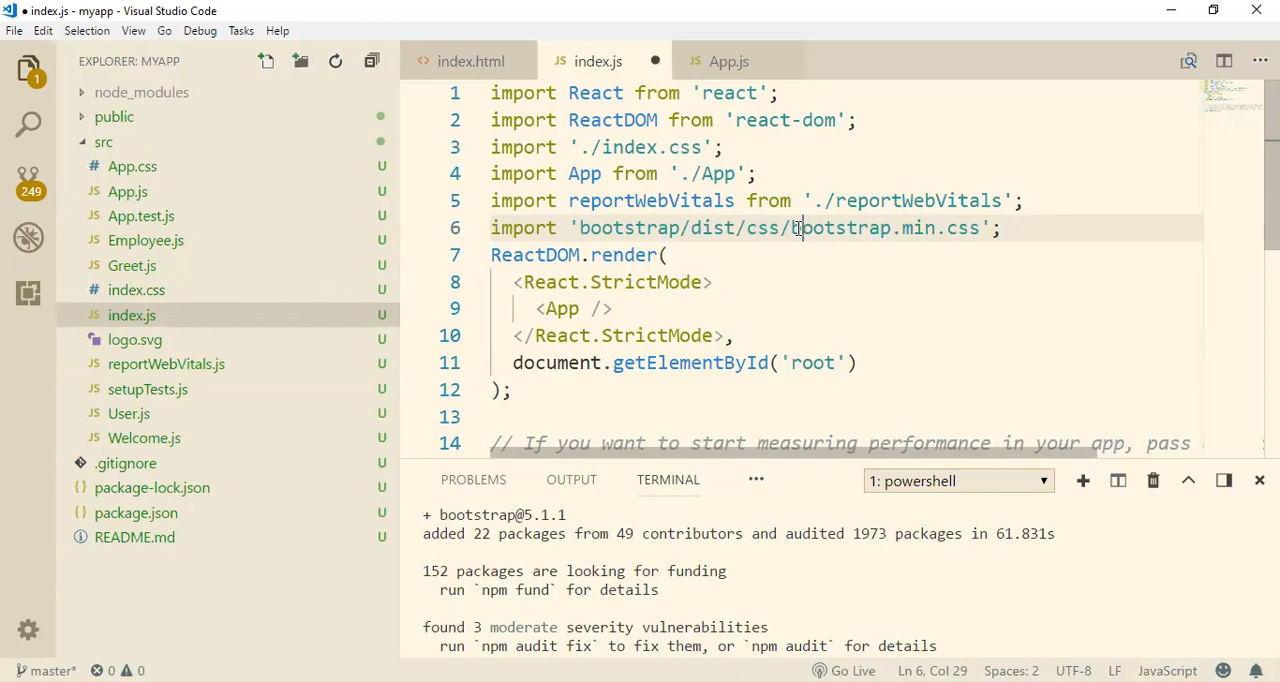 ● index.js - myapp - Visual Studio Code
File Edit Selection View Go Debug Tasks Help
EXPLORER: MYAPP
index.html
index.js
App.js
1
249
node_modules
public
src
# App.css U
JS App.js U
JS App.test.js U
JS Employee.js U
JS Greet.js U
# index.css U
JS index.js U
logo.svg U
JS reportWebVitals.js U
JS setupTests.js U
JS User.js U
JS Welcome.js U
.gitignore U
{} package-lock.json U
{} package.json U
README.md U
1 import React from 'react';
2 import ReactDOM from 'react-dom';
3 import './index.css';
4 import App from './App';
5 import reportWebVitals from './reportWebVitals';
6 import 'bootstrap/dist/css/bootstrap.min.css';
7 ReactDOM.render(
8 <React.StrictMode>
9 <App />
10 </React.StrictMode>,
11 document.getElementById('root')
12 );
13
14 // If you want to start measuring performance in your app, pass
PROBLEMS OUTPUT TERMINAL ••• 1: powershell
+ bootstrap@5.1.1
added 22 packages from 49 contributors and audited 1973 packages in 61.831s
152 packages are looking for funding
run `npm fund` for details
found 3 moderate severity vulnerabilities
run `npm audit fix` to fix them, or `npm audit` for details
master* 0 0 Go Live Ln 6, Col 29 Spaces: 2 UTF-8 LF JavaScript